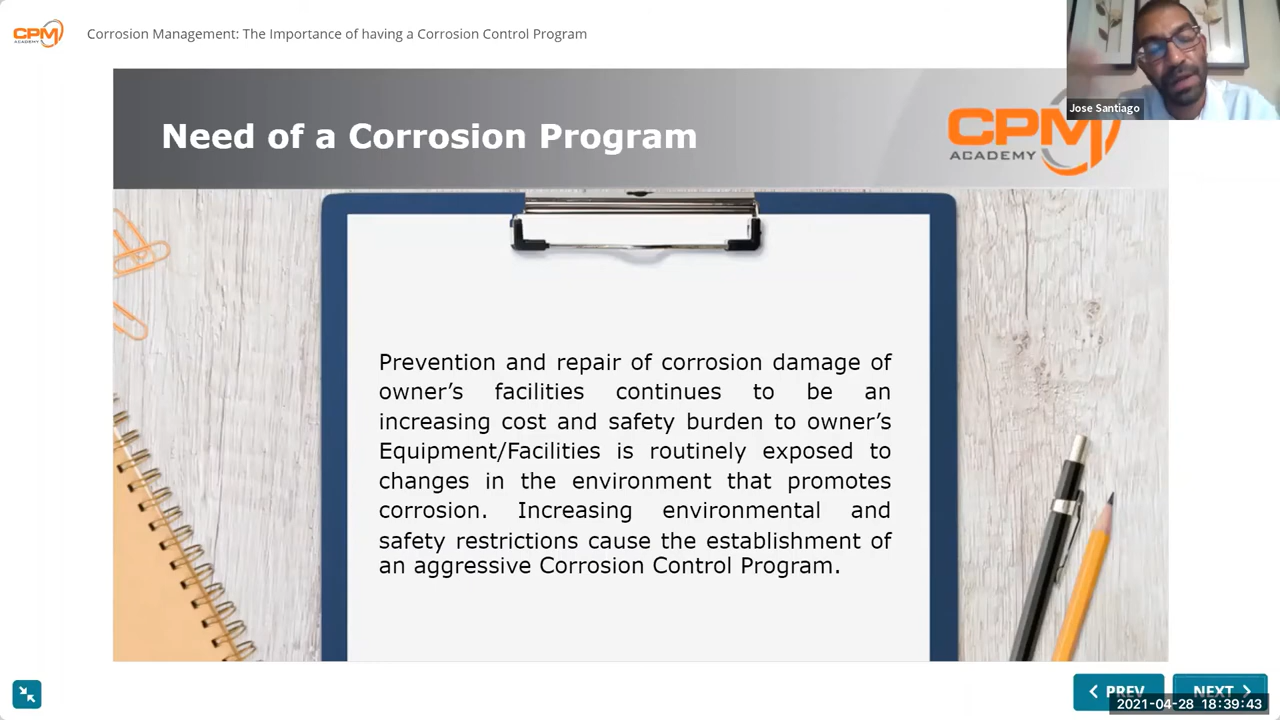 CPM
ACADEMY
Corrosion Management: The Importance of having a Corrosion Control Program
Jose Santiago
Need of a Corrosion Program
CPM
ACADEMY
Prevention and repair of corrosion damage of
owner’s facilities continues to be an
increasing cost and safety burden to owner’s
Equipment/Facilities is routinely exposed to
changes in the environment that promotes
corrosion. Increasing environmental and
safety restrictions cause the establishment of
an aggressive Corrosion Control Program.
PREV
NEXT
2021-04-28 18:39:43